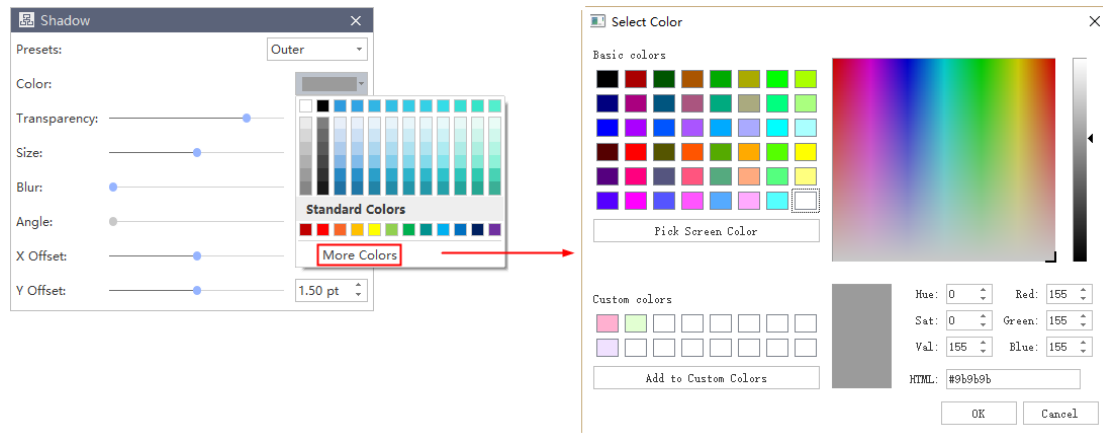 Shadow
Presets:
Outer
Color:
Transparency:
Size:
Blur:
Angle:
X Offset:
Y Offset:
1.50 pt
Standard Colors
More Colors
Select Color
Basic colors
Pick Screen Color
Custom colors
Add to Custom Colors
Hue: 0 Red: 155
Sat: 0 Green: 155
Val: 155 Blue: 155
HTML: #9b9b9b
OK Cancel